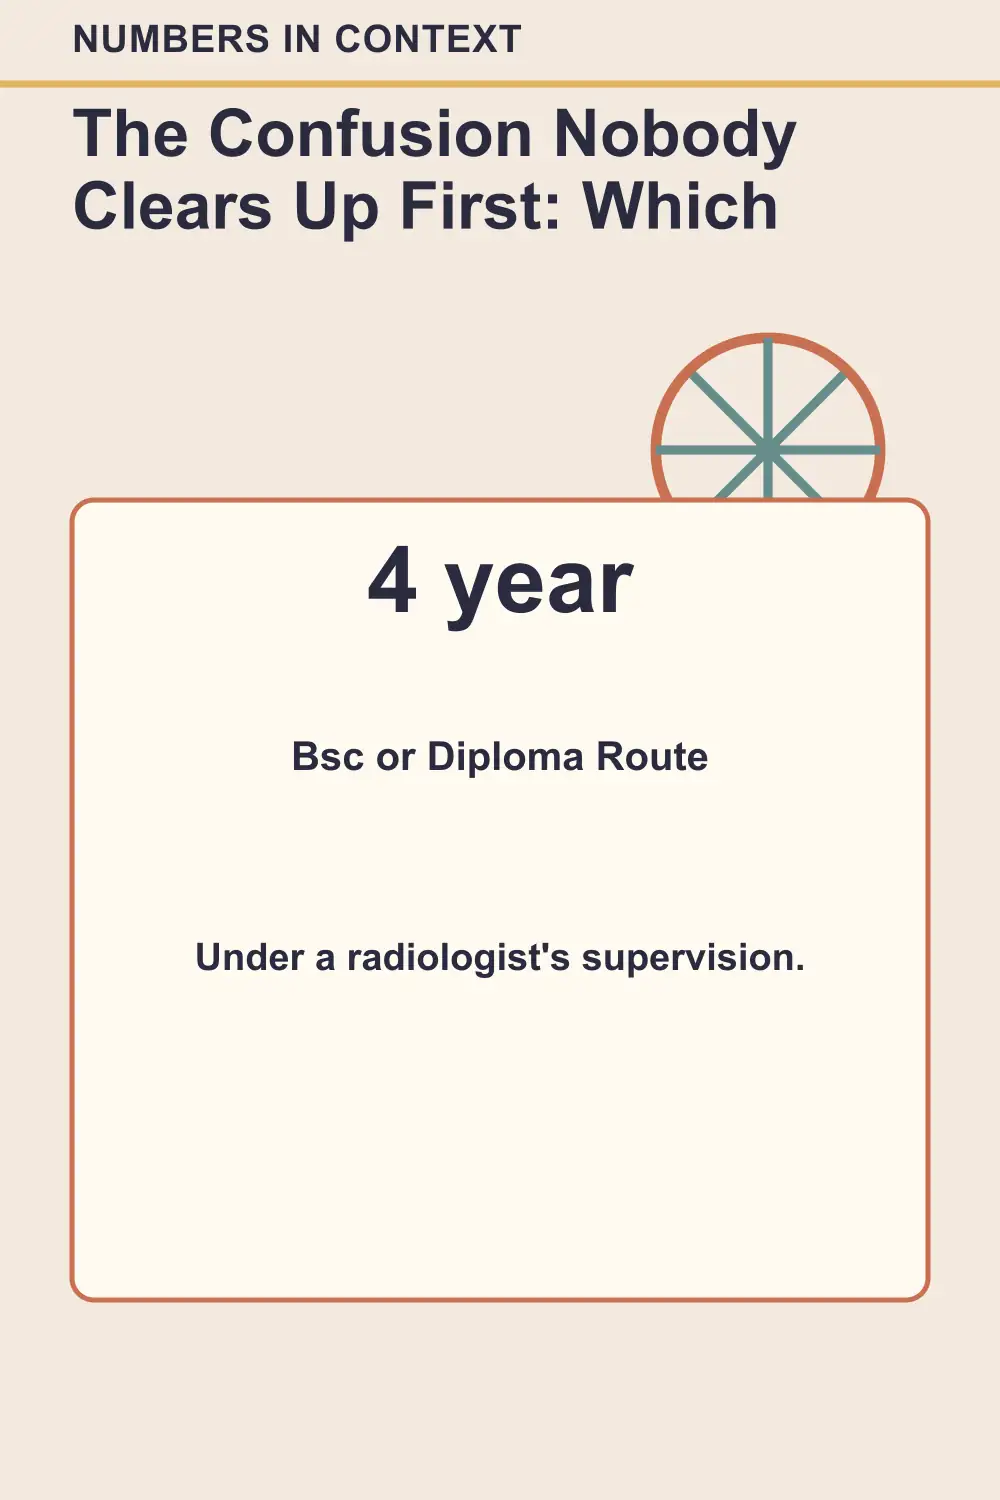 NUMBERS IN CONTEXT
The Confusion Nobody
Clears Up First: Which
4 year
Bsc or Diploma Route
Under a radiologist's supervision.